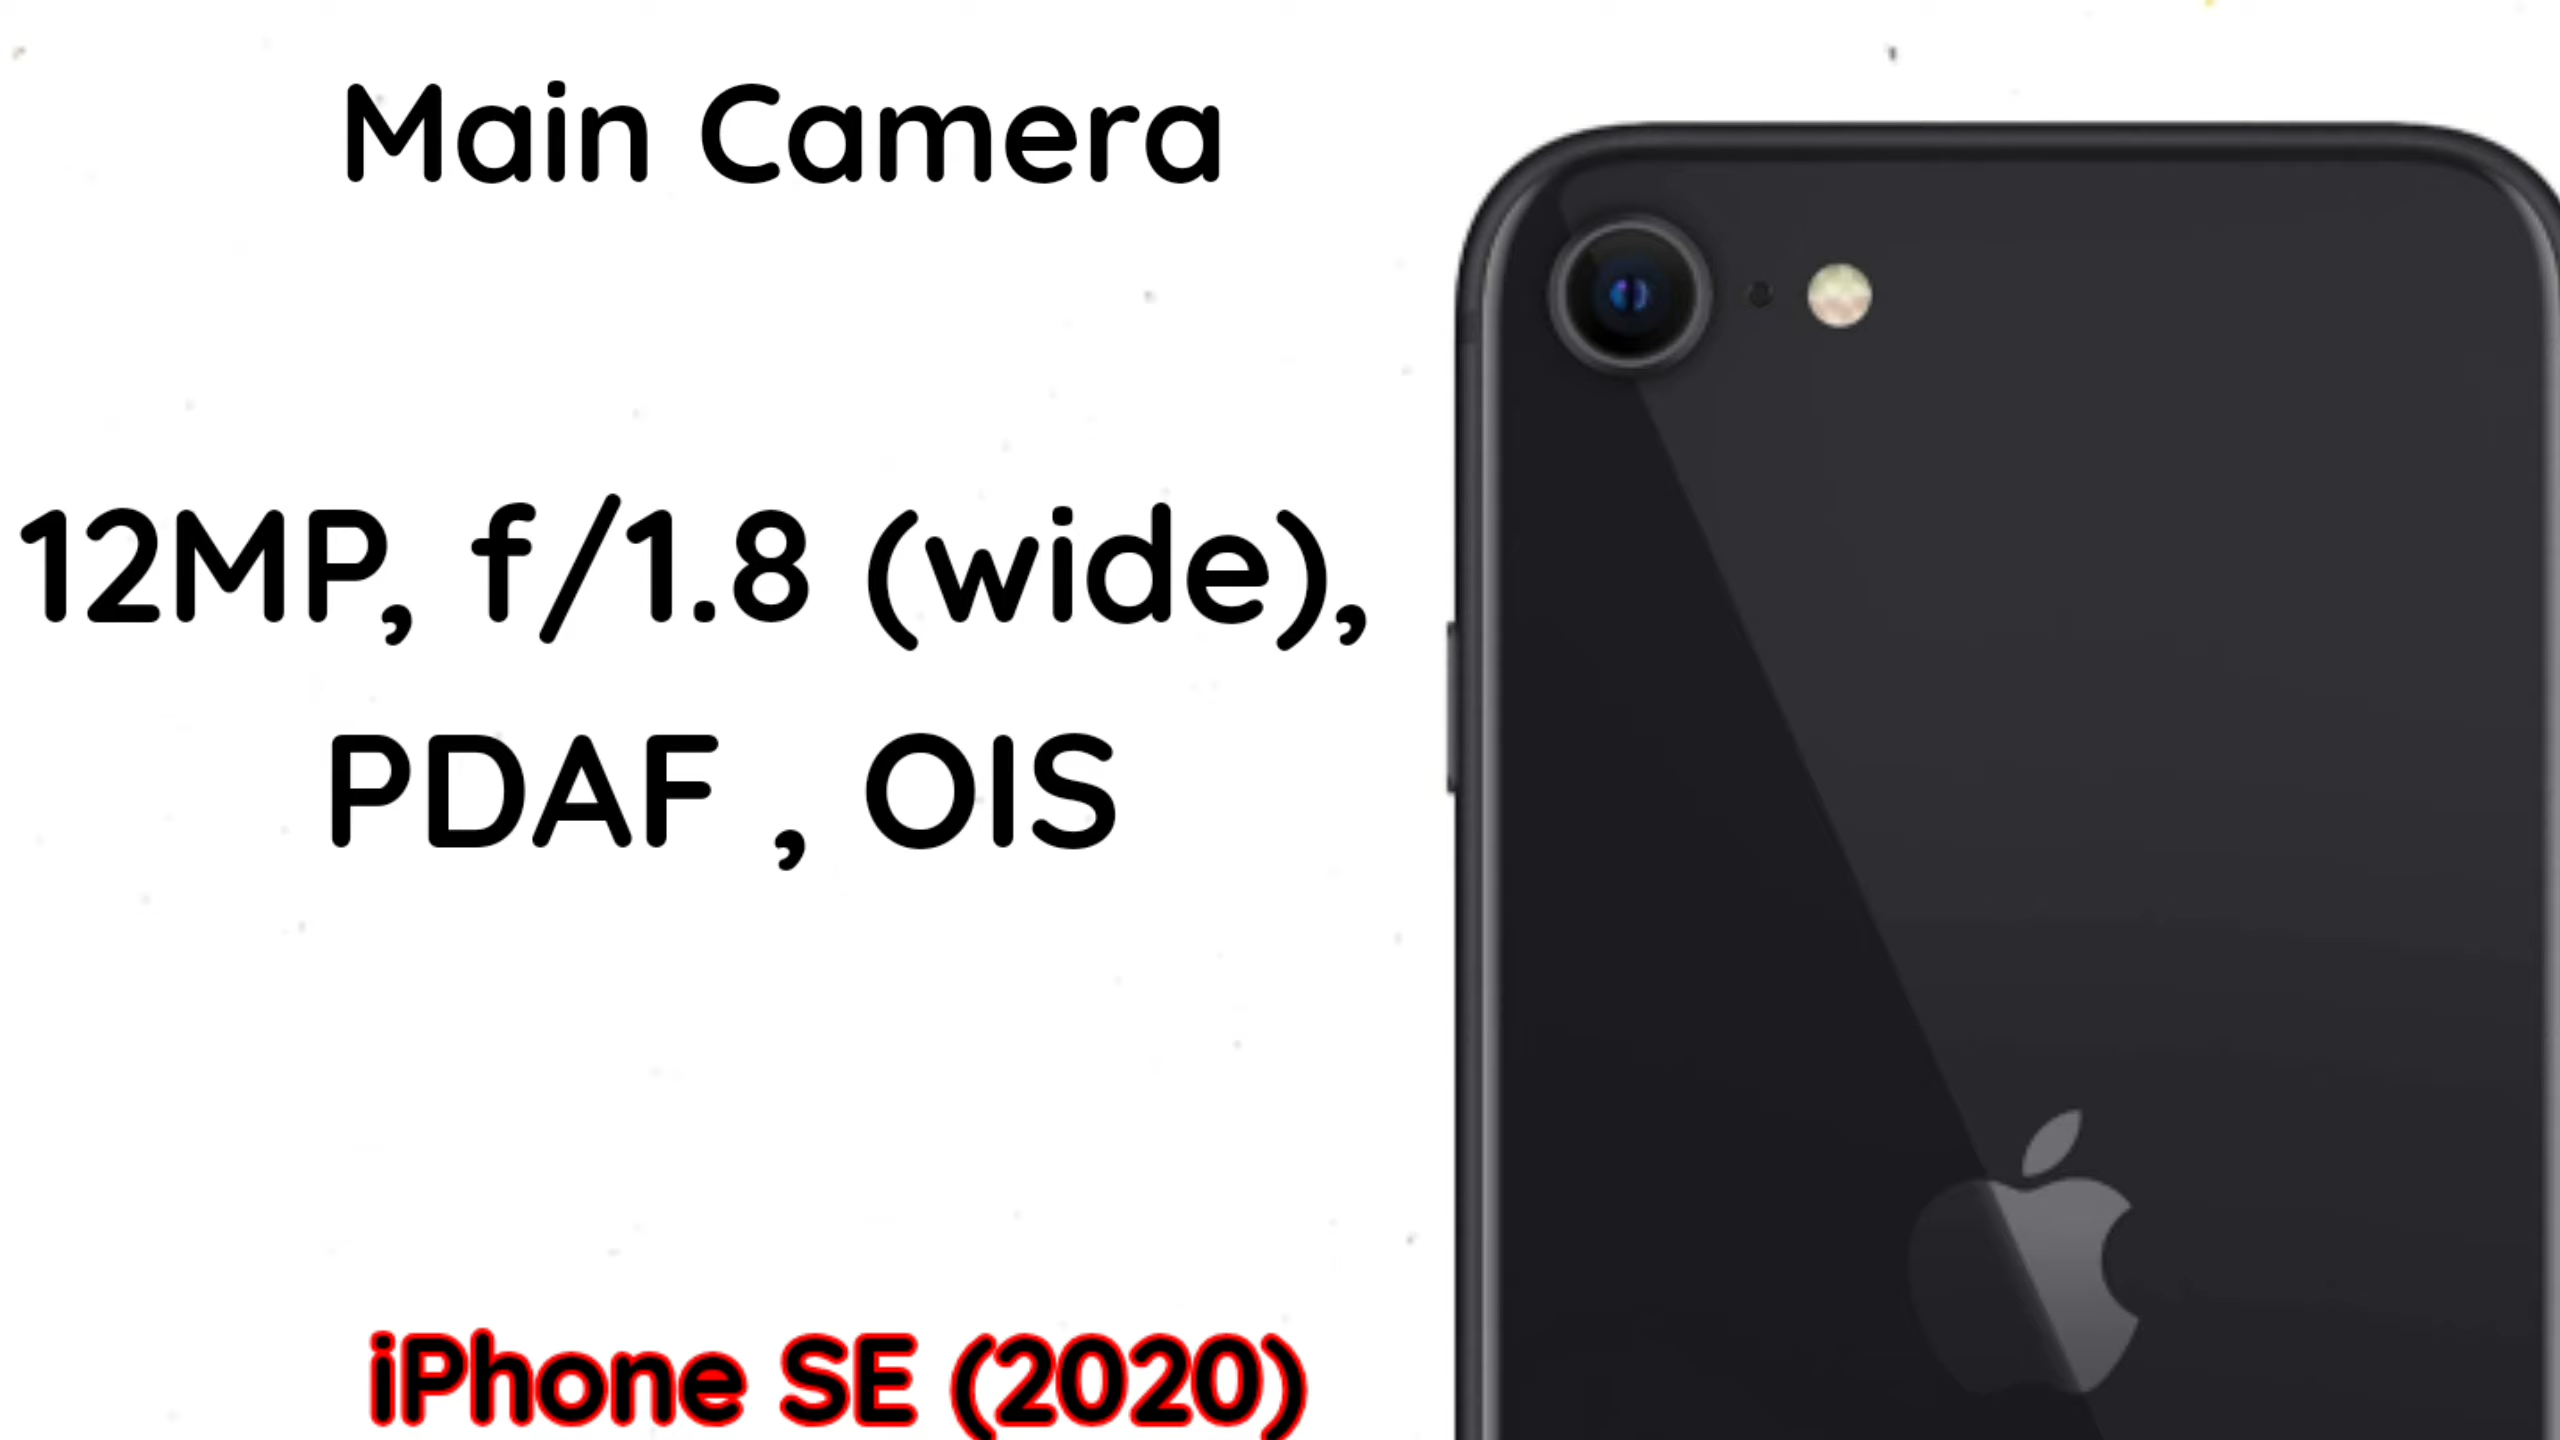 Main Camera
12MP, f/1.8 (wide),
PDAF , OIS
iPhone SE (2020)